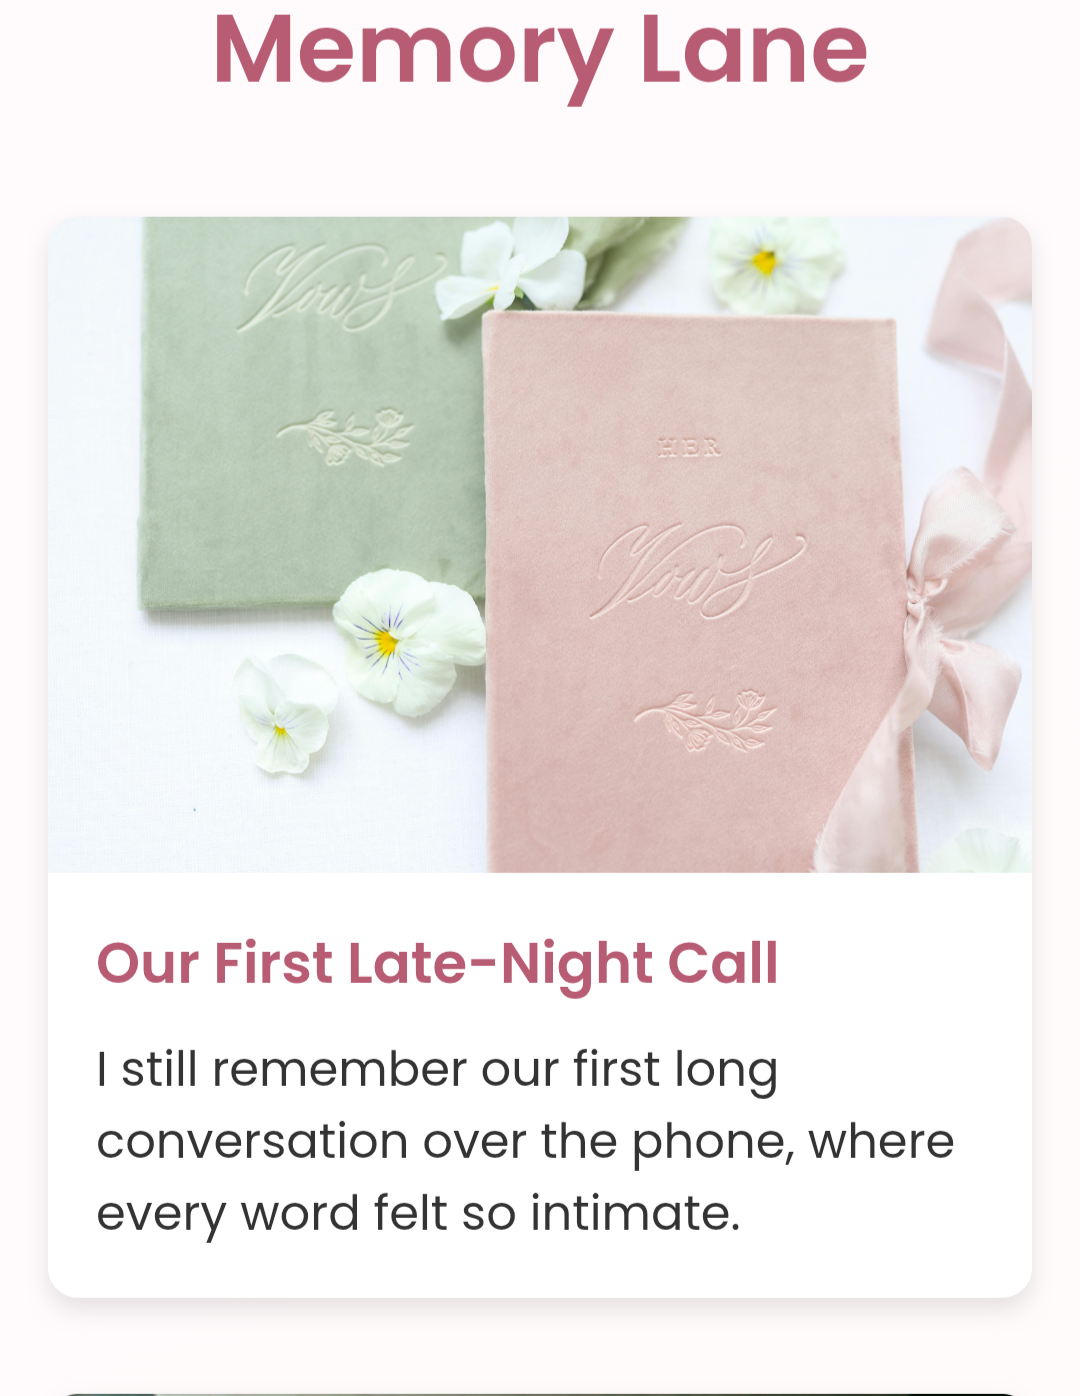 Memory Lane
Vows
HER
Vows
Our First Late-Night Call
I still remember our first long
conversation over the phone, where
every word felt so intimate.